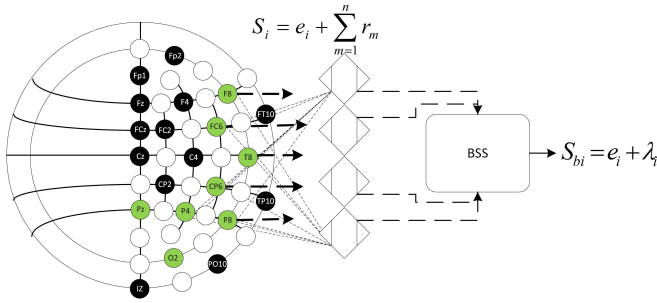 S_i = e_i + \sum_{m=1}^{n} r_m
Fp2
Fp1
F8
Fz
F4
FT10
FCz
FC2
FC6
Cz
C4
T8
BSS
S_{bi} = e_i + λ_i
CP2
CP6
TP10
Pz
P4
P8
O2
PO10
IZ